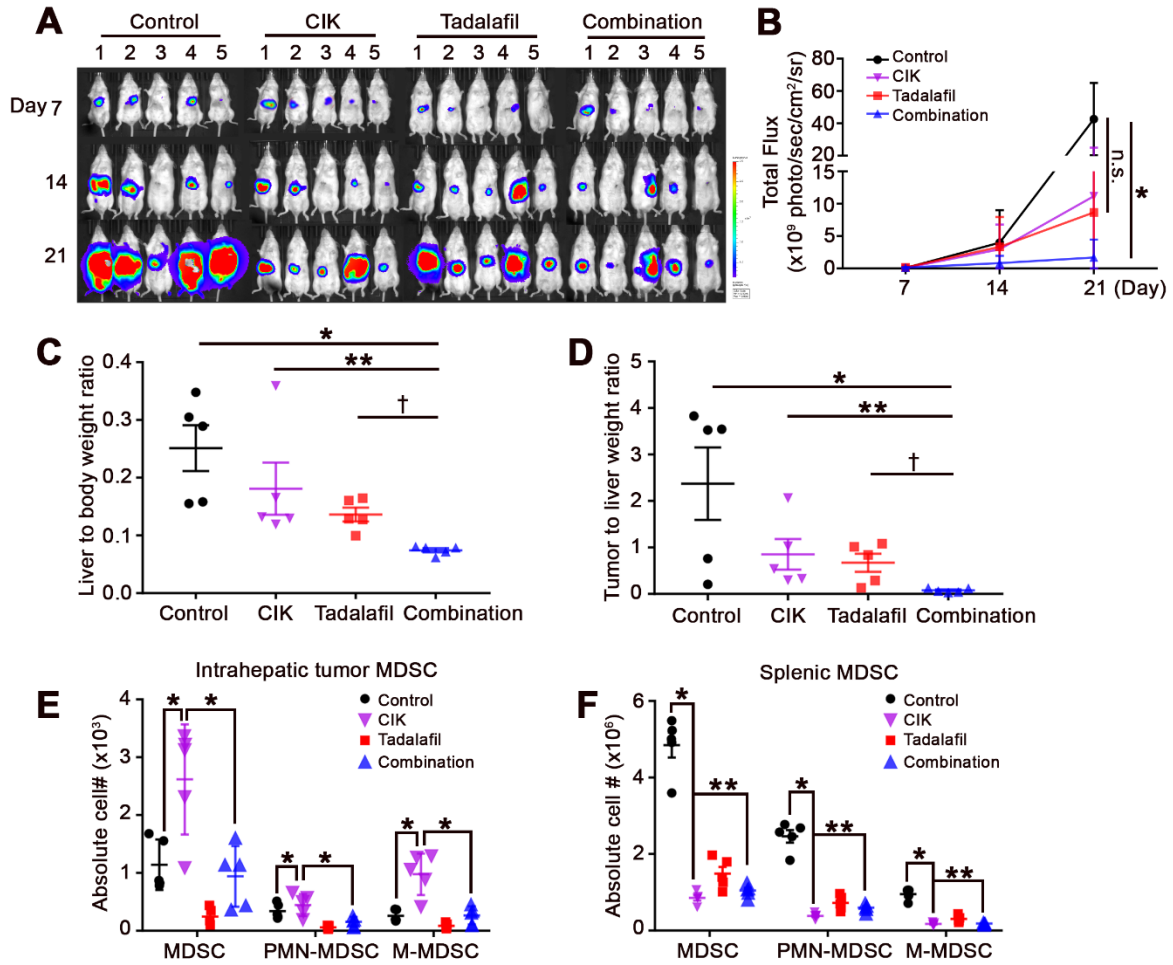 A
Control CIK Tadalafil Combination
1 2 3 4 5 1 2 3 4 5 1 2 3 4 5 1 2 3 4 5
Day 7
14
21
B
Total Flux
(x10⁹ photo/sec/cm²/sr)
80
60
40
20
15
10
5
0
Control
CIK
Tadalafil
Combination
n.s.
*
7 14 21 (Day)
C
Liver to body weight ratio
0.4
0.3
0.2
0.1
0.0
*
**
†
Control CIK Tadalafil Combination
D
Tumor to liver weight ratio
5
4
3
2
1
0
*
**
†
Control CIK Tadalafil Combination
E
Intrahepatic tumor MDSC
Absolute cell# (x10³)
4
3
2
1
0
* *
* *
* *
Control
CIK
Tadalafil
Combination
MDSC PMN-MDSC M-MDSC
F
Splenic MDSC
Absolute cell # (x10⁶)
6
4
2
0
*
**
*
**
*
**
Control
CIK
Tadalafil
Combination
MDSC PMN-MDSC M-MDSC